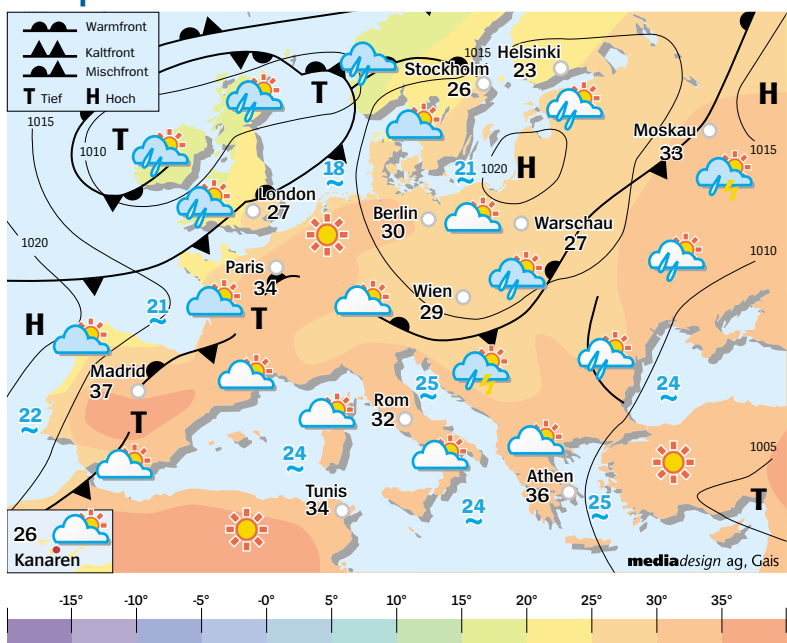 Warmfront
Kaltfront
Mischfront
T Tief H Hoch
1015
Helsinki
23
Stockholm
26
T
H
1015
T
1010
Moskau
33
1020
H
1015
18
21
London
27
Berlin
30
Warschau
27
1020
1010
Paris
34
Wien
29
21
H
T
Madrid
37
25
24
22
Rom
32
T
1005
24
Athen
36
Tunis
34
24
25
T
26
Kanaren
mediadesign ag, Gais
-15° -10° -5° -0° 5° 10° 15° 20° 25° 30° 35°